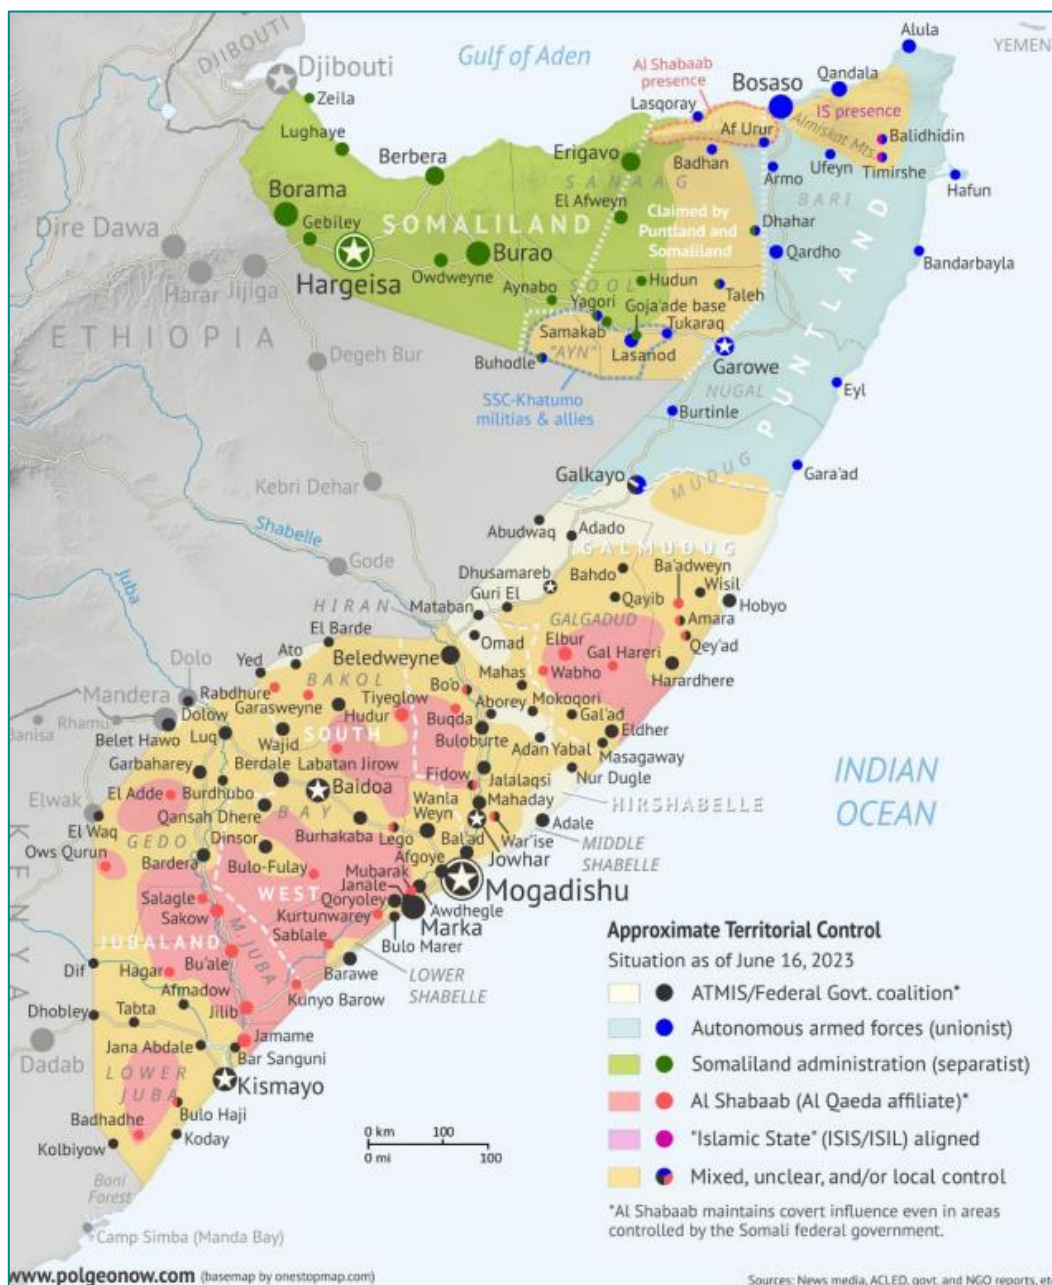 Alula
DJIBOUTI
Gulf of Aden
YEMEN
Djibouti
Al Shabaab
presence
Bosaso
Qandala
Zeila
Lasqoray
IS presence
Lughaye
Almiskat Mts.
Balidhidin
Af Urur
Berbera
Erigavo
Badhan
Ufeyn
Timirshe
Armo
Hafun
SANAAG
BARI
Borama
El Afweyn
Claimed by
Puntland and
Somaliland
Gebiley
SOMALILAND
Dhahar
Dire Dawa
Burao
Qardho
Bandarbayla
Hargeisa
Owdweyne
PUNTLAND
Harar
Jijiga
SOOL
Hudun
Aynabo
Taleh
Yagori
Goja'ade base
ETHIOPIA
Samakab
Tukaraq
"AYN"
Degeh Bur
Lasanod
Buhodle
Garowe
SSC-Khatumo
militias & allies
NUGAL
Eyl
Burtinle
Galkayo
MUDUG
Gara'ad
Kebri Dehar
Shabelle
Abudwaq
Adado
GALMUDUG
Gode
Juba
Dhusamareb
Bahdo
Ba'adweyn
Wisil
Guri El
HIRAN
Mataban
Qayib
Hobyo
El Barde
GALGADUD
Amara
Omad
Elbur
Qey'ad
Dolo
Ato
Beledweyne
Gal Hareri
Yed
Mahas
Wabho
BAKOL
Bo'o
Harardhere
Mandera
Rabdhure
Tiyeglow
Aborey
Mokoqori
Rhamu
Garasweyne
Banisa
Dolow
Hudur
Buqda
Gal'ad
Belet Hawo
Luq
SOUTH
Eldher
Wajid
Buloburte
Adan Yabal
Garbaharey
Berdale
Labatan Jirow
Masagaway
Fidow
Jalalaqsi
Nur Dugle
INDIAN
OCEAN
El Adde
Burdhubo
Baidoa
Elwak
Wanla
Weyn
Mahaday
HIRSHABELLE
Qansah Dhere
BAY
El Waq
GEDO
Dinsor
Burhakaba
Lego
War'ise
Adale
Bal'ad
Ows Qurun
Jowhar
MIDDLE
SHABELLE
Afgoye
Bardera
Bulo-Fulay
Mubarak
KENYA
WEST
Janale
Mogadishu
Salagle
Qoryoley
Awdhegle
Sakow
Kurtunwarey
Marka
M. JUBA
Sablale
Bulo Marer
JUBALAND
Bu'ale
Dif
Hagar
Barawe
LOWER
SHABELLE
Afmadow
Kunyo Barow
Dhobley
Tabta
Jilib
Jamame
Jana Abdale
Bar Sanguni
Dadab
LOWER
JUBA
Kismayo
Bulo Haji
Badhadhe
Koday
Kolbiyow
Boni
Forest
Camp Simba (Manda Bay)
0 km 100
0 mi 100
Approximate Territorial Control
Situation as of June 16, 2023
ATMIS/Federal Govt. coalition*
Autonomous armed forces (unionist)
Somaliland administration (separatist)
Al Shabaab (Al Qaeda affiliate)*
"Islamic State" (ISIS/ISIL) aligned
Mixed, unclear, and/or local control
*Al Shabaab maintains covert influence even in areas
controlled by the Somali federal government.
www.polgeonow.com (basemap by onestopmap.com)
Sources: News media, ACLED, govt. and NGO reports, et